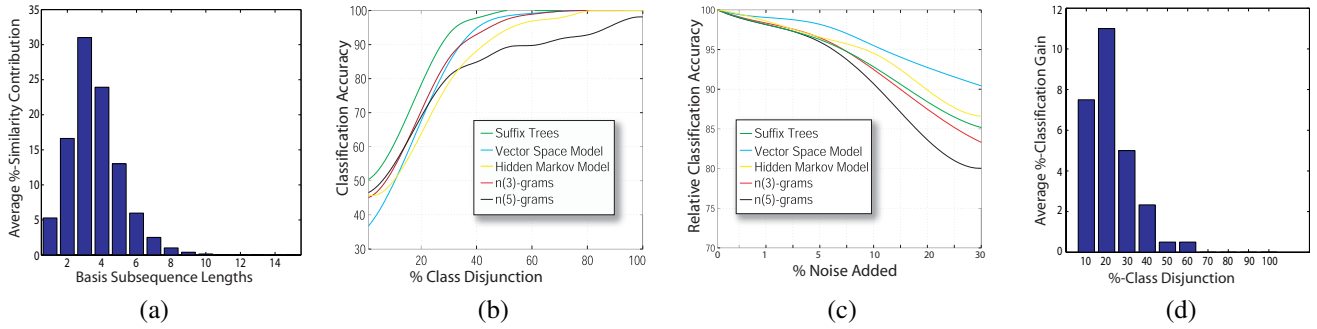 Average %-Similarity Contribution
35
30
25
20
15
10
5
0
2 4 6 8 10 12 14
Basis Subsequence Lengths
(a)
Classification Accuracy
100
90
80
70
60
50
40
30
20 40 60 80 100
% Class Disjunction
Suffix Trees
Vector Space Model
Hidden Markov Model
n(3)-grams
n(5)-grams
(b)
Relative Classification Accuracy
100
95
90
85
80
75
70
0 1 5 10 20 30
% Noise Added
Suffix Trees
Vector Space Model
Hidden Markov Model
n(3)-grams
n(5)-grams
(c)
Average %-Classification Gain
12
10
8
6
4
2
0
10 20 30 40 50 60 70 80 90 100
%-Class Disjunction
(d)